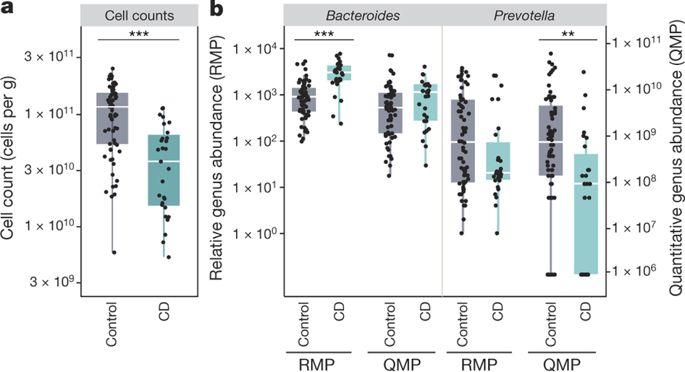 a
Cell counts
***
Cell count (cells per g)
3 × 10¹¹
1 × 10¹¹
3 × 10¹⁰
1 × 10¹⁰
3 × 10⁹
Control
CD
b
Bacteroides
Prevotella
***
**
Relative genus abundance (RMP)
1 × 10⁴
1 × 10³
1 × 10²
1 × 10¹
1 × 10⁰
Quantitative genus abundance (QMP)
1 × 10¹¹
1 × 10¹⁰
1 × 10⁹
1 × 10⁸
1 × 10⁷
1 × 10⁶
Control
CD
Control
CD
Control
CD
Control
CD
RMP
QMP
RMP
QMP